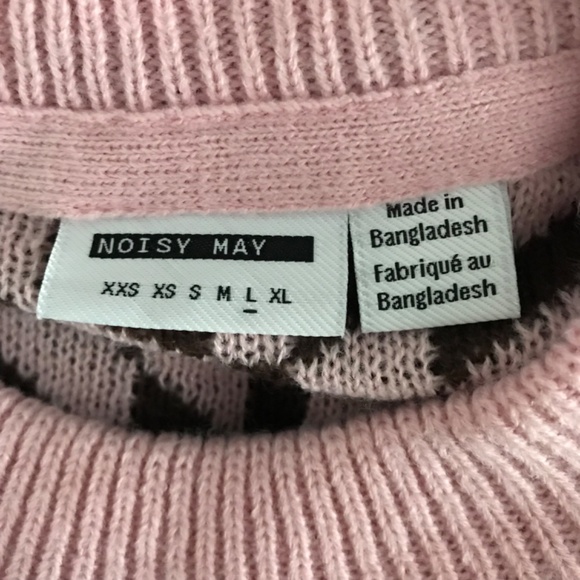 NOISY MAY
XXS XS S M L XL
Made in
Bangladesh
Fabriqué au
Bangladesh